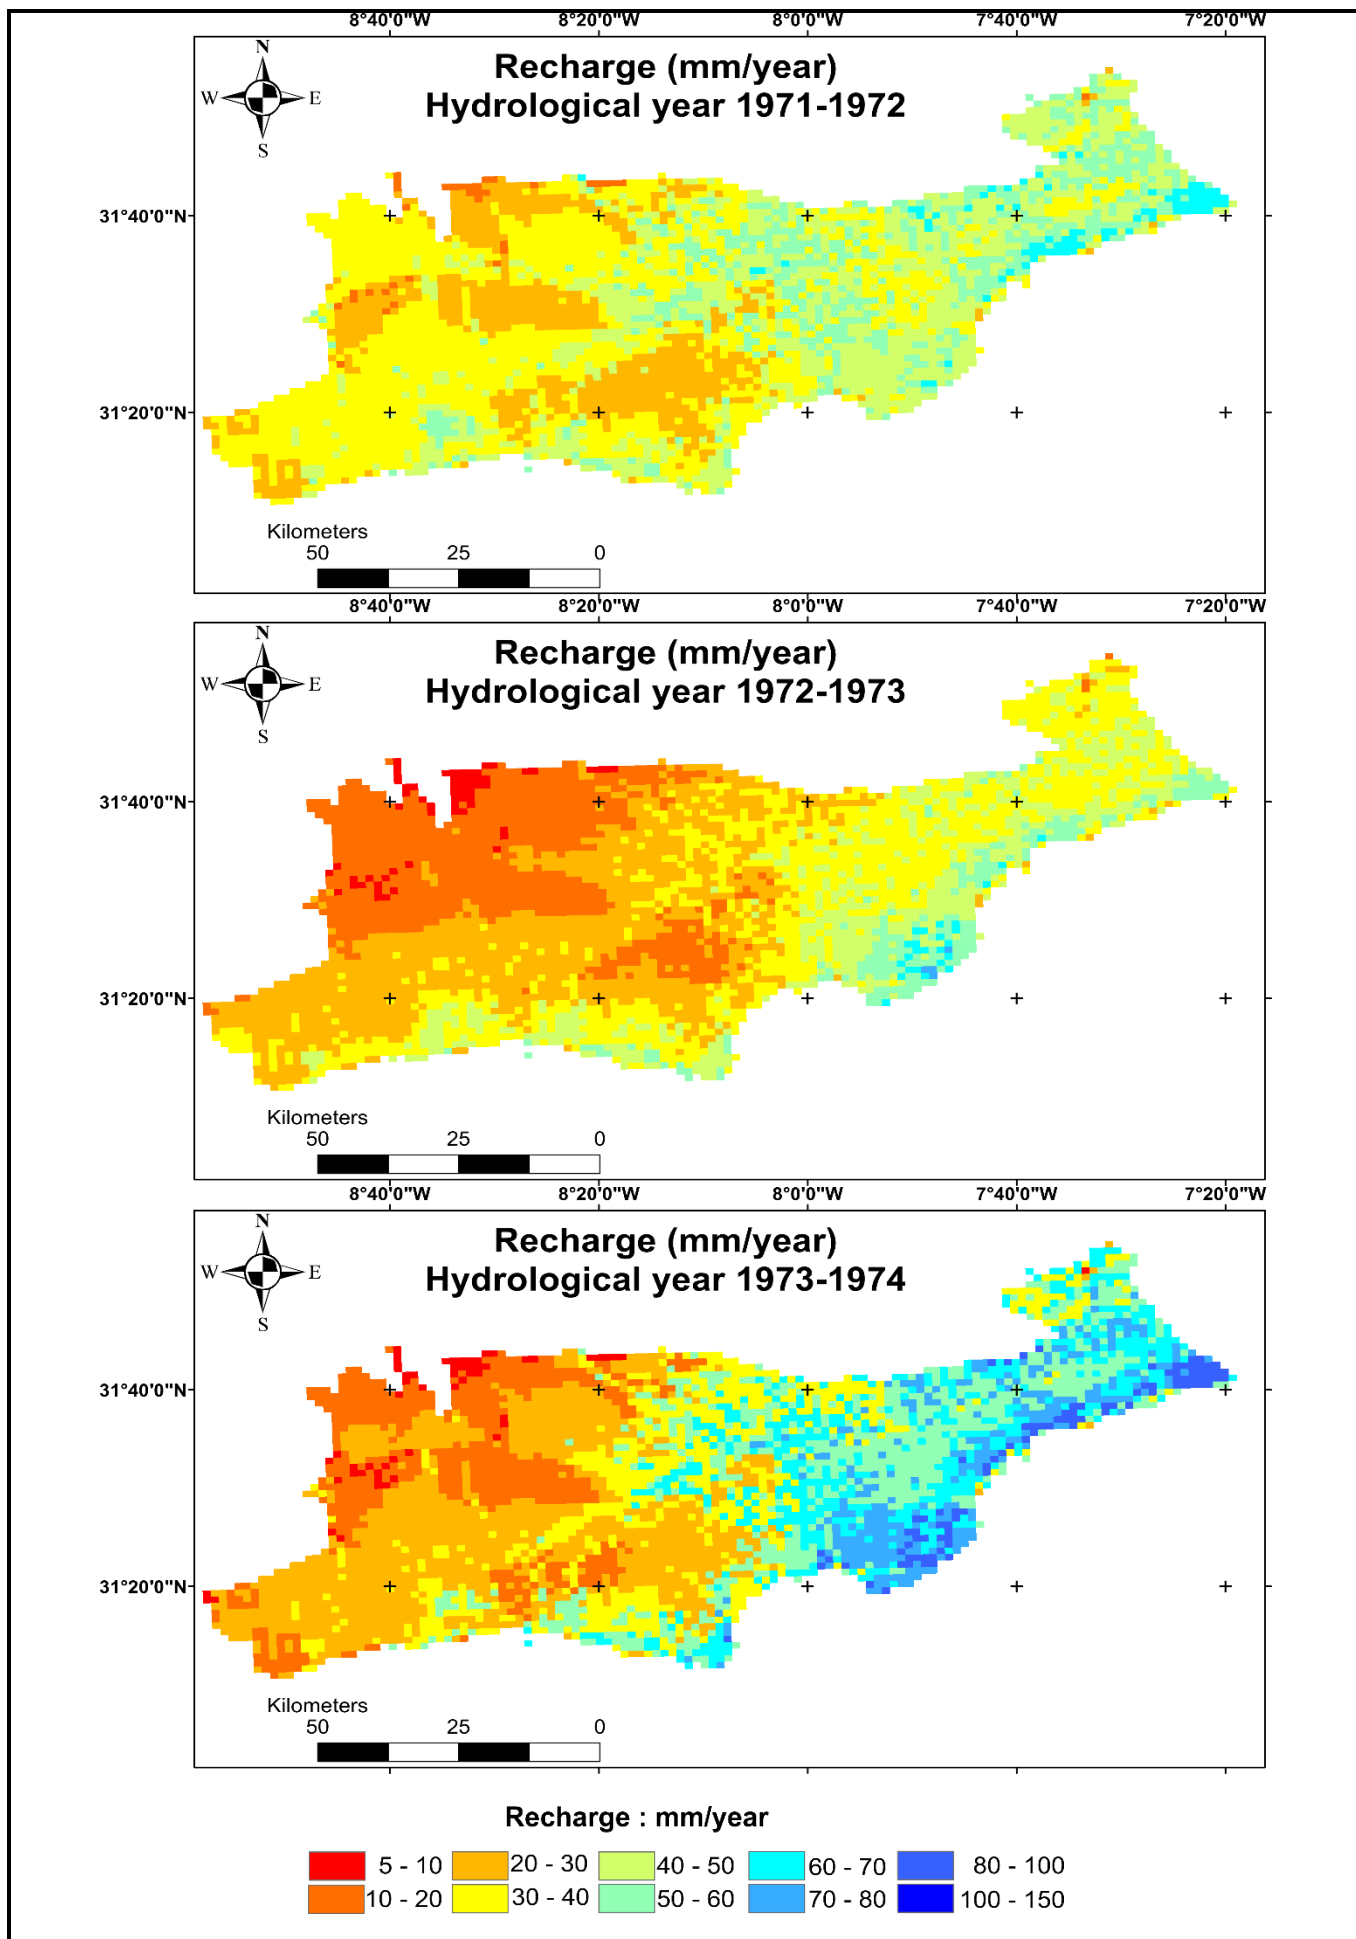 8°40'0"W 8°20'0"W 8°0'0"W 7°40'0"W 7°20'0"W
N
W E
S
Recharge (mm/year)
Hydrological year 1971-1972
31°40'0"N
31°20'0"N
Kilometers
50 25 0
8°40'0"W 8°20'0"W 8°0'0"W 7°40'0"W 7°20'0"W
N
W E
S
Recharge (mm/year)
Hydrological year 1972-1973
31°40'0"N
31°20'0"N
Kilometers
50 25 0
8°40'0"W 8°20'0"W 8°0'0"W 7°40'0"W 7°20'0"W
N
W E
S
Recharge (mm/year)
Hydrological year 1973-1974
31°40'0"N
31°20'0"N
Kilometers
50 25 0
Recharge : mm/year
5 - 10 20 - 30 40 - 50 60 - 70 80 - 100
10 - 20 30 - 40 50 - 60 70 - 80 100 - 150